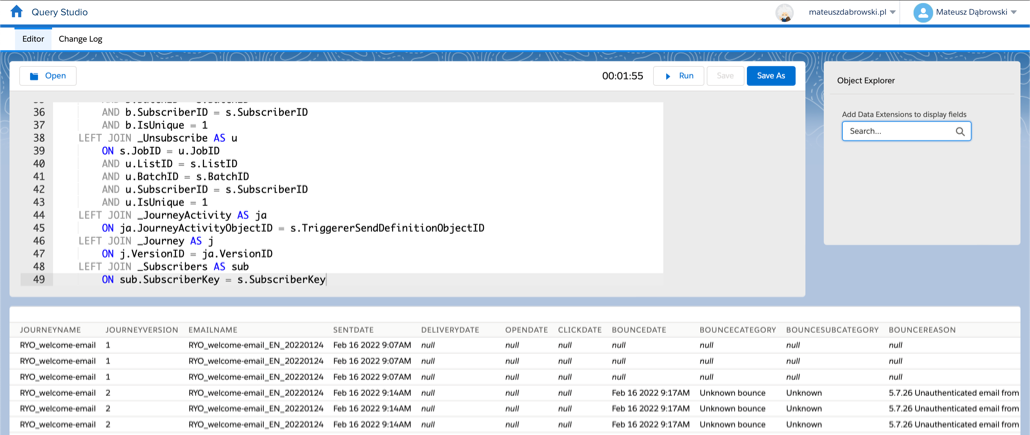 Query Studio
mateuszdabrowski.pl
Mateusz Dąbrowski
Editor
Change Log
Open
00:01:55
Run
Save
Save As
36 AND b.SubscriberID = s.SubscriberID
37 AND b.IsUnique = 1
38 LEFT JOIN _Unsubscribe AS u
39 ON s.JobID = u.JobID
40 AND u.ListID = s.ListID
41 AND u.BatchID = s.BatchID
42 AND u.SubscriberID = s.SubscriberID
43 AND u.IsUnique = 1
44 LEFT JOIN _JourneyActivity AS ja
45 ON ja.JourneyActivityObjectID = s.TriggererSendDefinitionObjectID
46 LEFT JOIN _Journey AS j
47 ON j.VersionID = ja.VersionID
48 LEFT JOIN _Subscribers AS sub
49 ON sub.SubscriberKey = s.SubscriberKey
Object Explorer
Add Data Extensions to display fields
Search...
JOURNEYNAME JOURNEYVERSION EMAILNAME SENTDATE DELIVERYDATE OPENDATE CLICKDATE BOUNCEDATE BOUNCECATEGORY BOUNCESUBCATEGORY BOUNCEREASON
RYO_welcome-email 1 RYO_welcome-email_EN_20220124 Feb 16 2022 9:07AM null null null null null null null
RYO_welcome-email 1 RYO_welcome-email_EN_20220124 Feb 16 2022 9:07AM null null null null null null null
RYO_welcome-email 1 RYO_welcome-email_EN_20220124 Feb 16 2022 9:07AM null null null null null null null
RYO_welcome-email 2 RYO_welcome-email_EN_20220124 Feb 16 2022 9:14AM null null null Feb 16 2022 9:17AM Unknown bounce Unknown 5.7.26 Unauthenticated email from
RYO_welcome-email 2 RYO_welcome-email_EN_20220124 Feb 16 2022 9:14AM null null null Feb 16 2022 9:17AM Unknown bounce Unknown 5.7.26 Unauthenticated email from
RYO_welcome-email 2 RYO_welcome-email_EN_20220124 Feb 16 2022 9:14AM null null null Feb 16 2022 9:17AM Unknown bounce Unknown 5.7.26 Unauthenticated email from